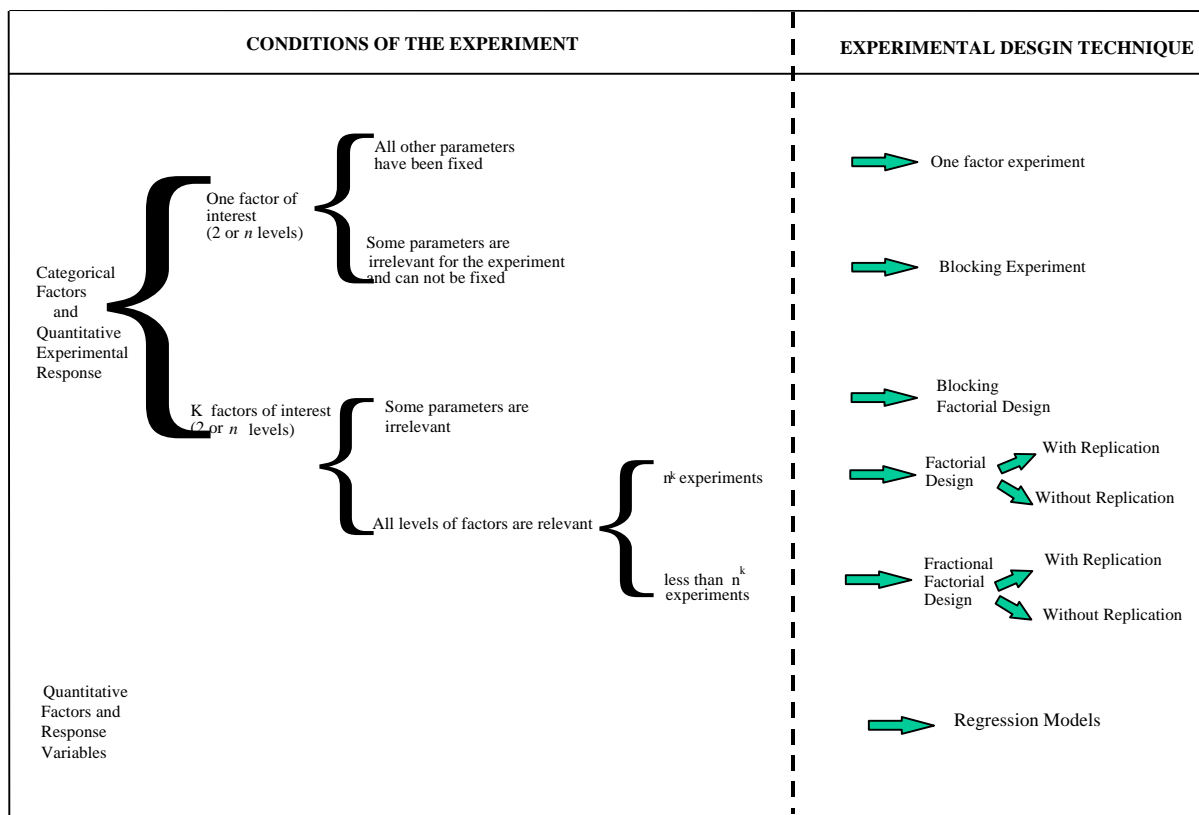 CONDITIONS OF THE EXPERIMENT
EXPERIMENTAL DESGIN TECHNIQUE
All other parameters
have been fixed
One factor experiment
One factor of
interest
(2 or n levels)
Some parameters are
irrelevant for the experiment
and can not be fixed
Blocking Experiment
Categorical
Factors
and
Quantitative
Experimental
Response
K factors of interest
(2 or n levels)
Some parameters are
irrelevant
Blocking
Factorial Design
All levels of factors are relevant
n^k experiments
Factorial
Design
With Replication
Without Replication
less than n^k
experiments
Fractional
Factorial
Design
With Replication
Without Replication
Quantitative
Factors and
Response
Variables
Regression Models